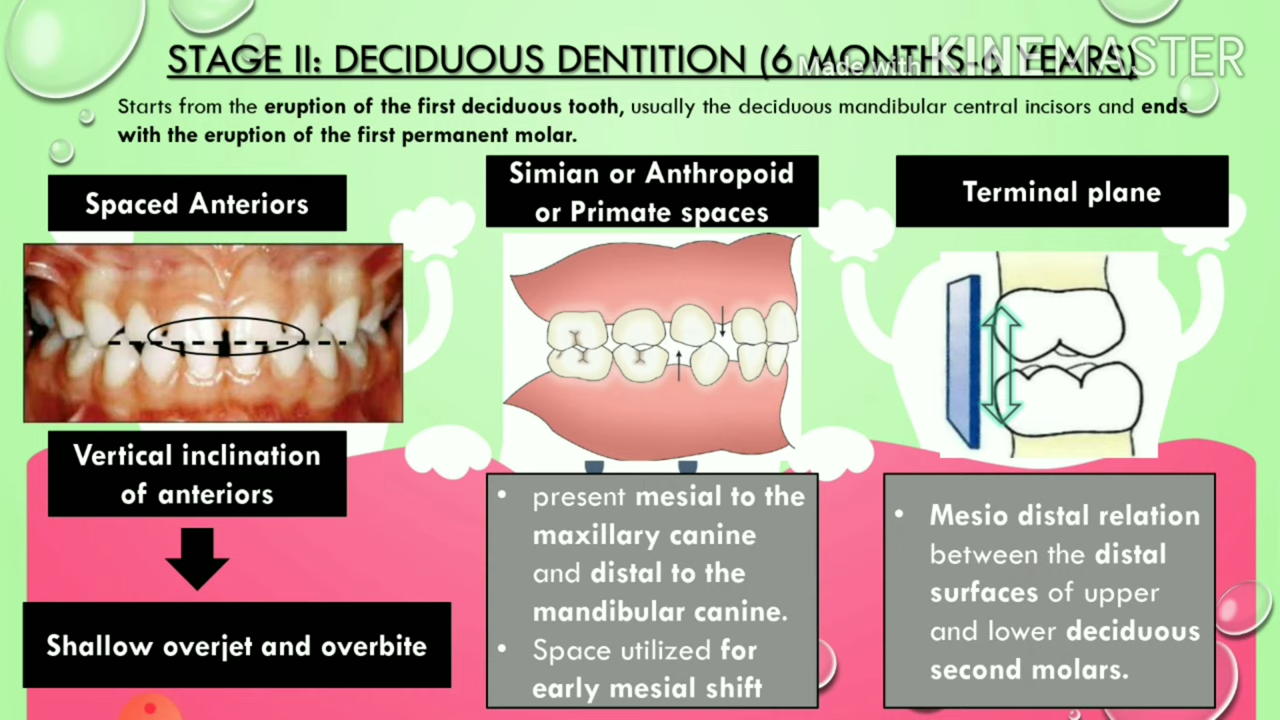 STAGE II: DECIDUOUS DENTITION (6 MONTHS-6 YEARS)
Made with KINEMASTER
Starts from the eruption of the first deciduous tooth, usually the deciduous mandibular central incisors and ends
with the eruption of the first permanent molar.
Spaced Anteriors
Vertical inclination
of anteriors
Shallow overjet and overbite
Simian or Anthropoid
or Primate spaces
• present mesial to the
maxillary canine
and distal to the
mandibular canine.
• Space utilized for
early mesial shift
Terminal plane
• Mesio distal relation
between the distal
surfaces of upper
and lower deciduous
second molars.